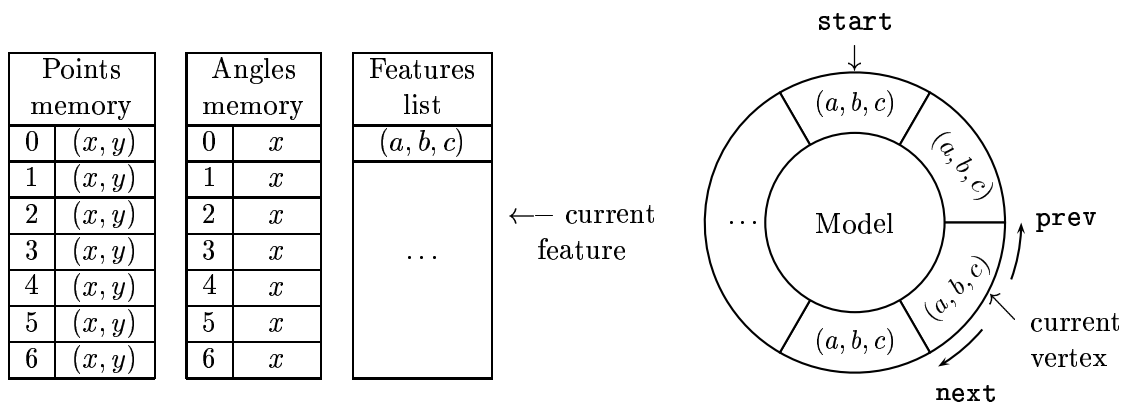 Points
memory
0 (x, y)
1 (x, y)
2 (x, y)
3 (x, y)
4 (x, y)
5 (x, y)
6 (x, y)
Angles
memory
0 x
1 x
2 x
3 x
4 x
5 x
6 x
Features
list
(a, b, c)
...
←— current
feature
start
(a, b, c)
(a, b, c)
...
Model
prev
(a, b, c)
(a, b, c)
current
vertex
next